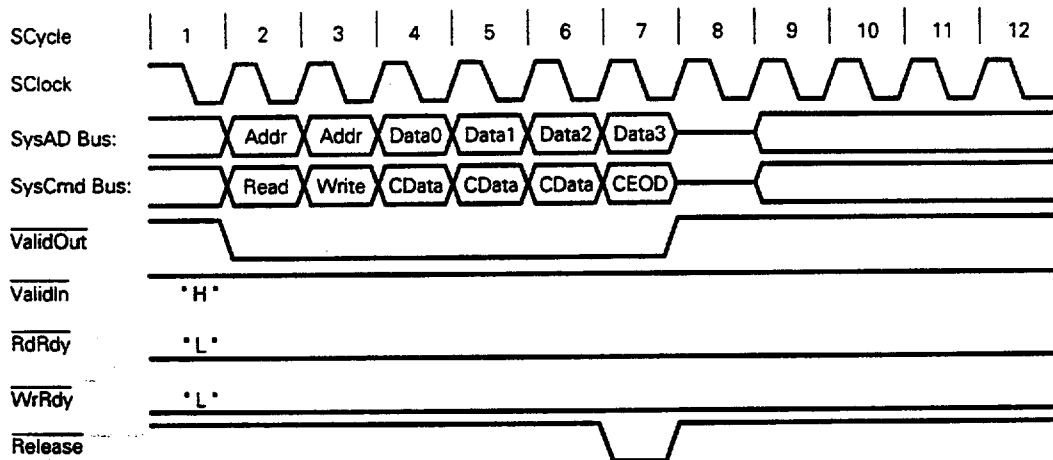 SCycle 1 2 3 4 5 6 7 8 9 10 11 12
SClock
SysAD Bus: Addr Addr Data0 Data1 Data2 Data3
SysCmd Bus: Read Write CData CData CData CEOD
ValidOut
ValidIn "H"
RdRdy "L"
WrRdy "L"
Release